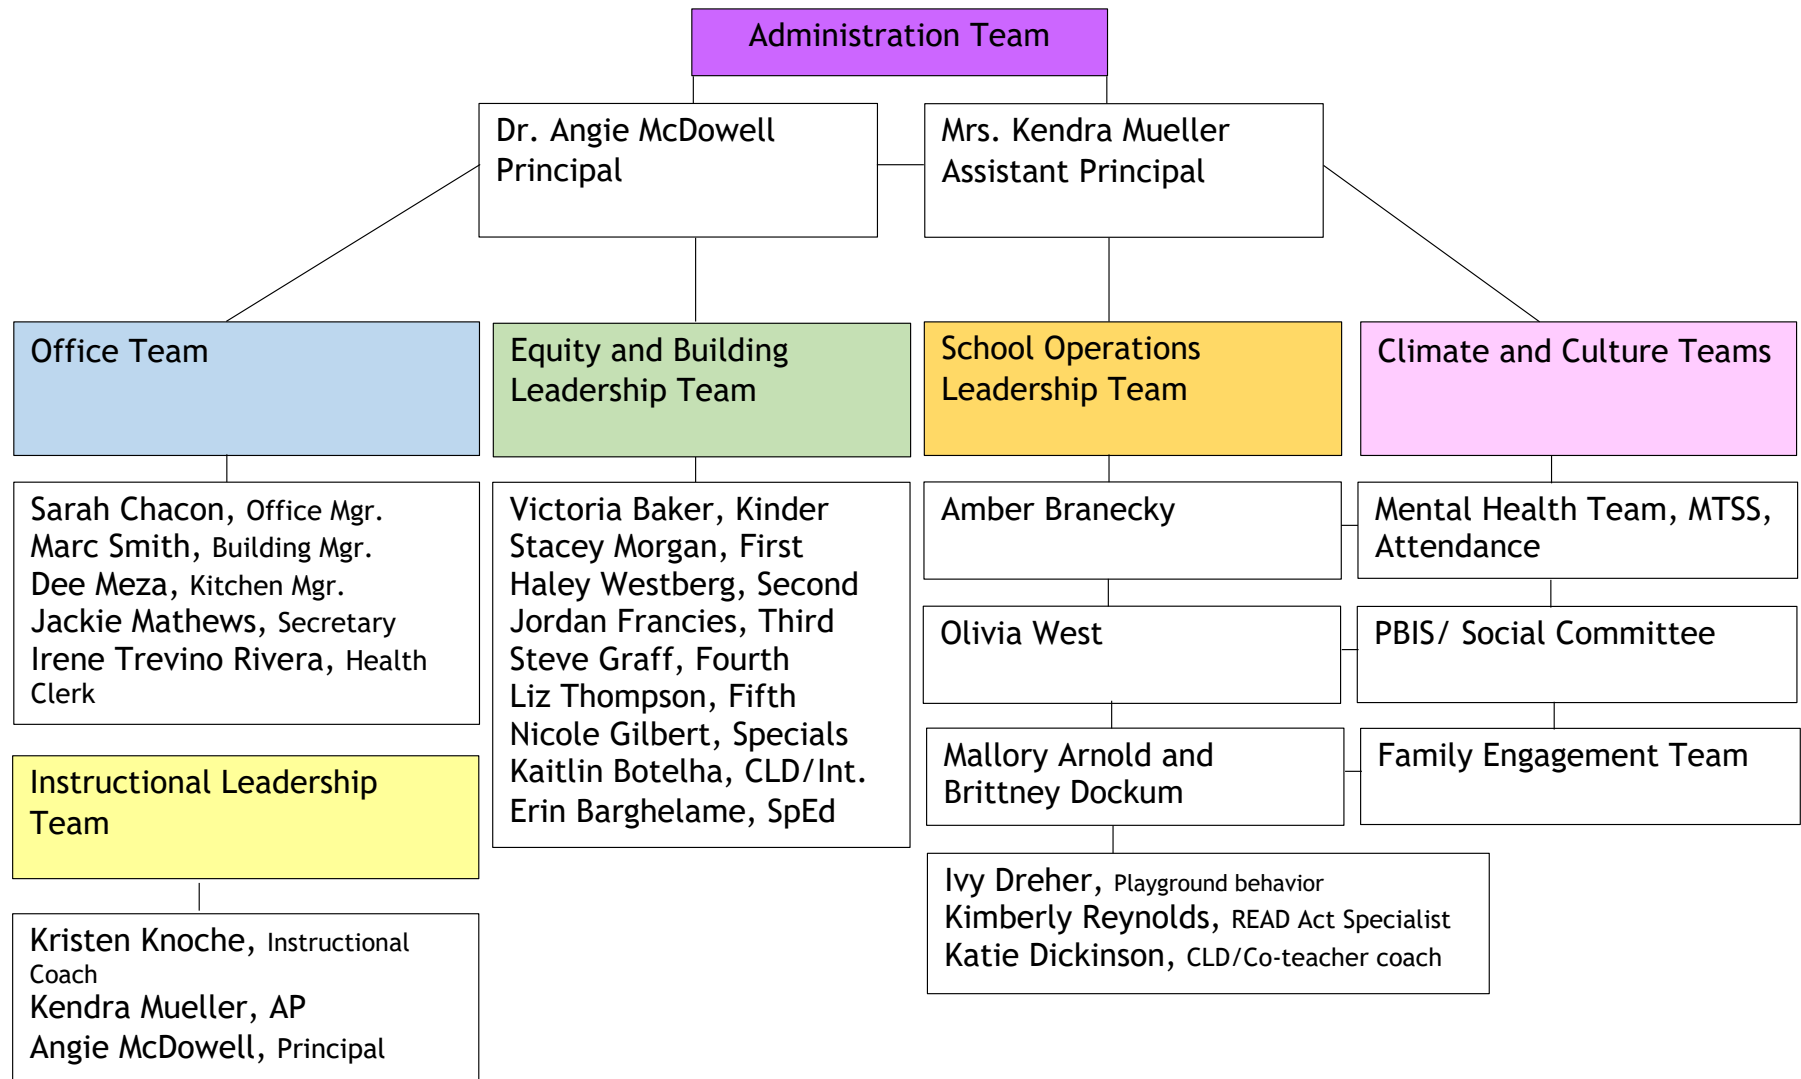 Administration Team
Dr. Angie McDowell
Principal
Mrs. Kendra Mueller
Assistant Principal
Office Team
Equity and Building
Leadership Team
School Operations
Leadership Team
Climate and Culture Teams
Sarah Chacon, Office Mgr.
Marc Smith, Building Mgr.
Dee Meza, Kitchen Mgr.
Jackie Mathews, Secretary
Irene Trevino Rivera, Health
Clerk
Victoria Baker, Kinder
Stacey Morgan, First
Haley Westberg, Second
Jordan Francies, Third
Steve Graff, Fourth
Liz Thompson, Fifth
Nicole Gilbert, Specials
Kaitlin Botelha, CLD/Int.
Erin Barghelame, SpEd
Amber Branecky
Mental Health Team, MTSS,
Attendance
Olivia West
PBIS/ Social Committee
Mallory Arnold and
Brittney Dockum
Family Engagement Team
Ivy Dreher, Playground behavior
Kimberly Reynolds, READ Act Specialist
Katie Dickinson, CLD/Co-teacher coach
Instructional Leadership
Team
Kristen Knoche, Instructional
Coach
Kendra Mueller, AP
Angie McDowell, Principal